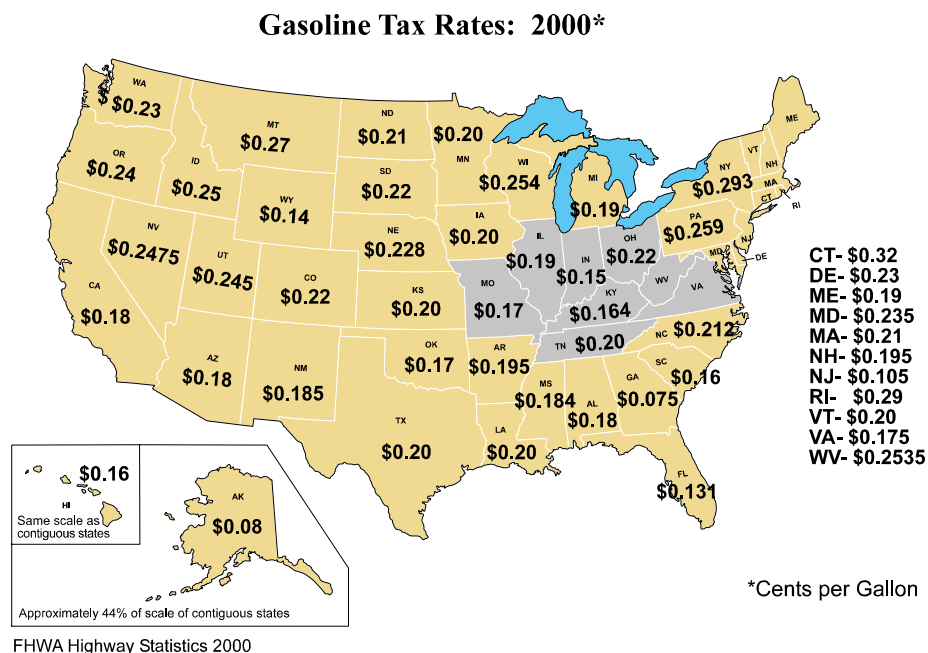 Gasoline Tax Rates: 2000*
WA
$ $0.23
MT
$0.27
ND
$0.21
$0.20
MN
OR
$0.24
ID
$0.25
WY
$0.14
SD
$0.22
WI
$0.254
MI
$0.19
NY
$0.293
VT
NH
ME
MA
CT
RI
NV
$0.2475
UT
$0.245
CO
$0.22
NE
$0.228
IA
$0.20
IL
$0.19
IN
$0.15
OH
$0.22
PA
$0.259
NJ
MD
DE
CA
$0.18
KS
$0.20
MO
$0.17
KY
$0.164
WV
VA
AZ
$0.18
NM
$0.185
OK
$0.17
AR
$0.195
TN $0.20
NC $0.212
SC
$0.16
TX
$0.20
LA
$0.20
MS
$0.184
AL
$0.18
GA
$0.075
FL
$0.131
CT- $0.32
DE- $0.23
ME- $0.19
MD- $0.235
MA- $0.21
NH- $0.195
NJ- $0.105
RI- $0.29
VT- $0.20
VA- $0.175
WV- $0.2535
$0.16
HI
Same scale as
contiguous states
AK
$0.08
Approximately 44% of scale of contiguous states
*Cents per Gallon
FHWA Highway Statistics 2000